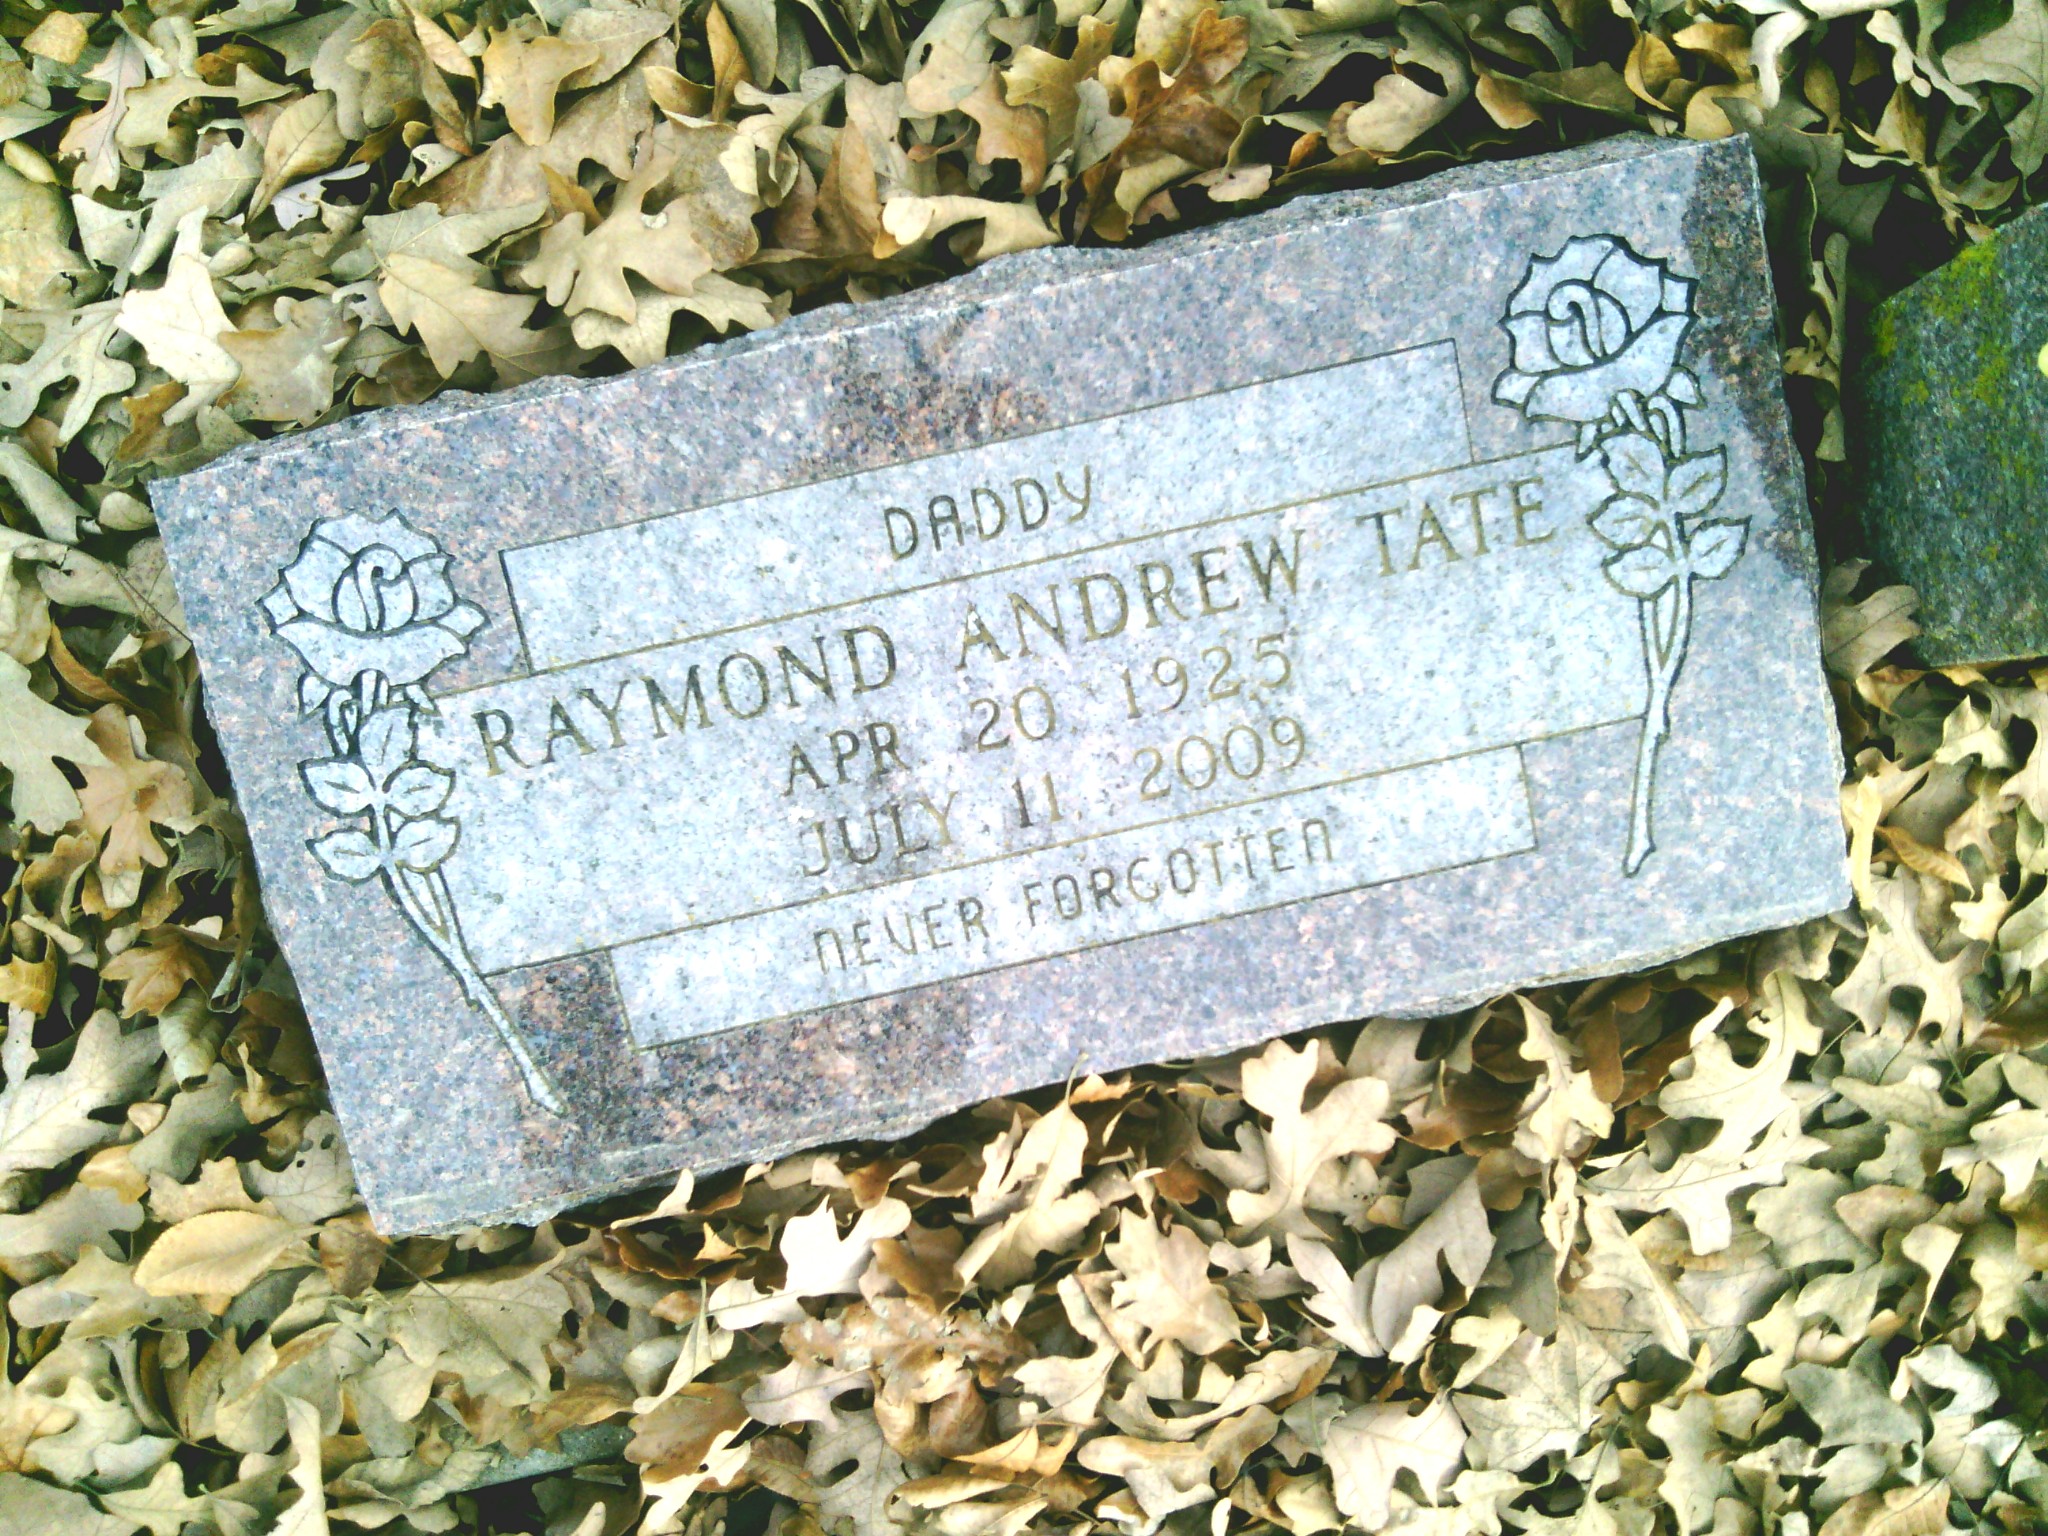 DADDY
RAYMOND ANDREW TATE
APR 20, 1925
JULY 11, 2009
NEVER FORGOTTEN